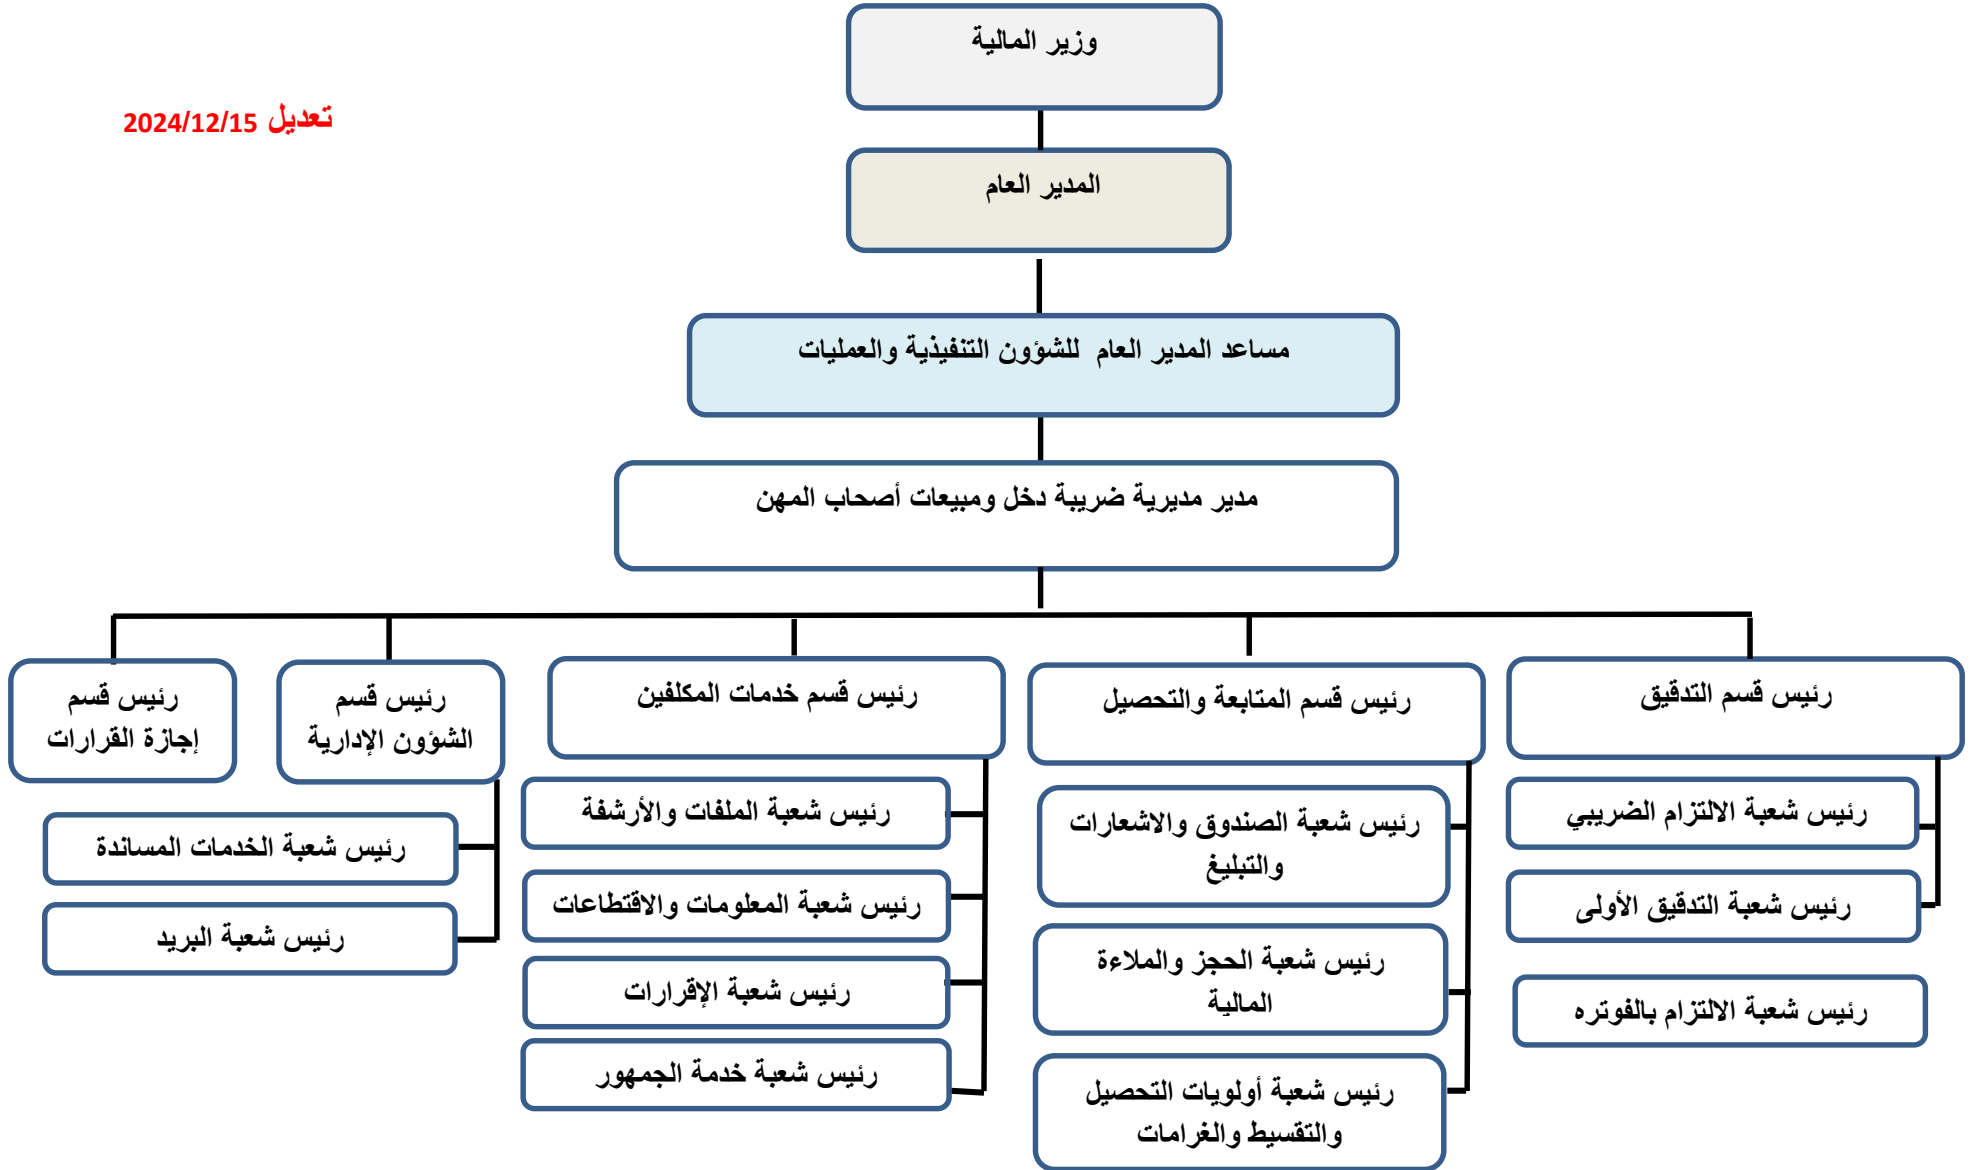 وزير المالية
تعديل 2024/12/15
المدير العام
مساعد المدير العام للشؤون التنفيذية والعمليات
مدير مديرية ضريبة دخل ومبيعات أصحاب المهن
رئيس قسم التدقيق
رئيس شعبة الالتزام الضريبي
رئيس شعبة التدقيق الأولى
رئيس شعبة الالتزام بالفوتره
رئيس قسم المتابعة والتحصيل
رئيس شعبة الصندوق والاشعارات
والتبليغ
رئيس شعبة الحجز والملاءة
المالية
رئيس شعبة أولويات التحصيل
والتقسيط والغرامات
رئيس قسم خدمات المكلفين
رئيس شعبة الملفات والأرشفة
رئيس شعبة المعلومات والاقتطاعات
رئيس شعبة الإقرارات
رئيس شعبة خدمة الجمهور
رئيس قسم
الشؤون الإدارية
رئيس شعبة الخدمات المساندة
رئيس شعبة البريد
رئيس قسم
إجازة القرارات